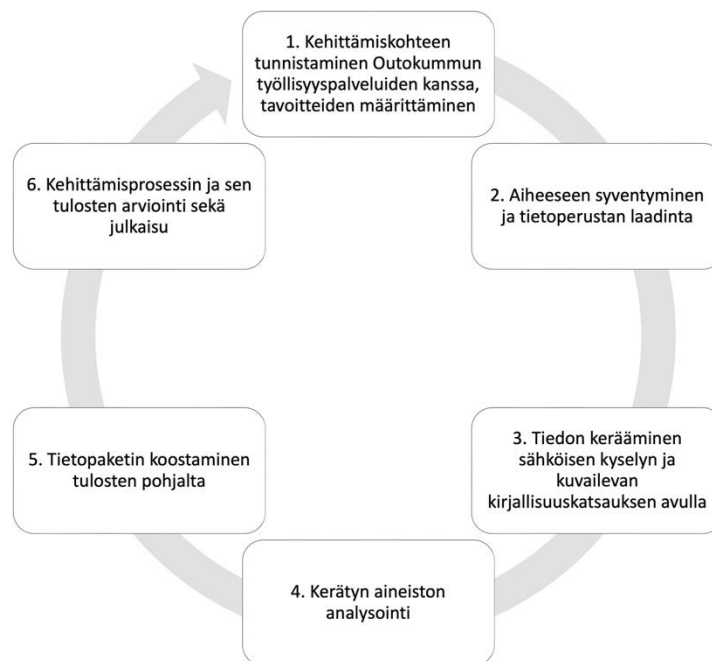 1. Kehittämiskohteen
tunnistaminen Outokummun
työllisyyspalveluiden kanssa,
tavoitteiden määrittäminen
2. Aiheeseen syventyminen
ja tietoperustan laadinta
3. Tiedon kerääminen
sähköisen kyselyn ja
kuvailevan
kirjallisuuskatsauksen avulla
4. Kerätyn aineiston
analysointi
5. Tietopaketin koostaminen
tulosten pohjalta
6. Kehittämisprosessin ja sen
tulosten arviointi sekä
julkaisu